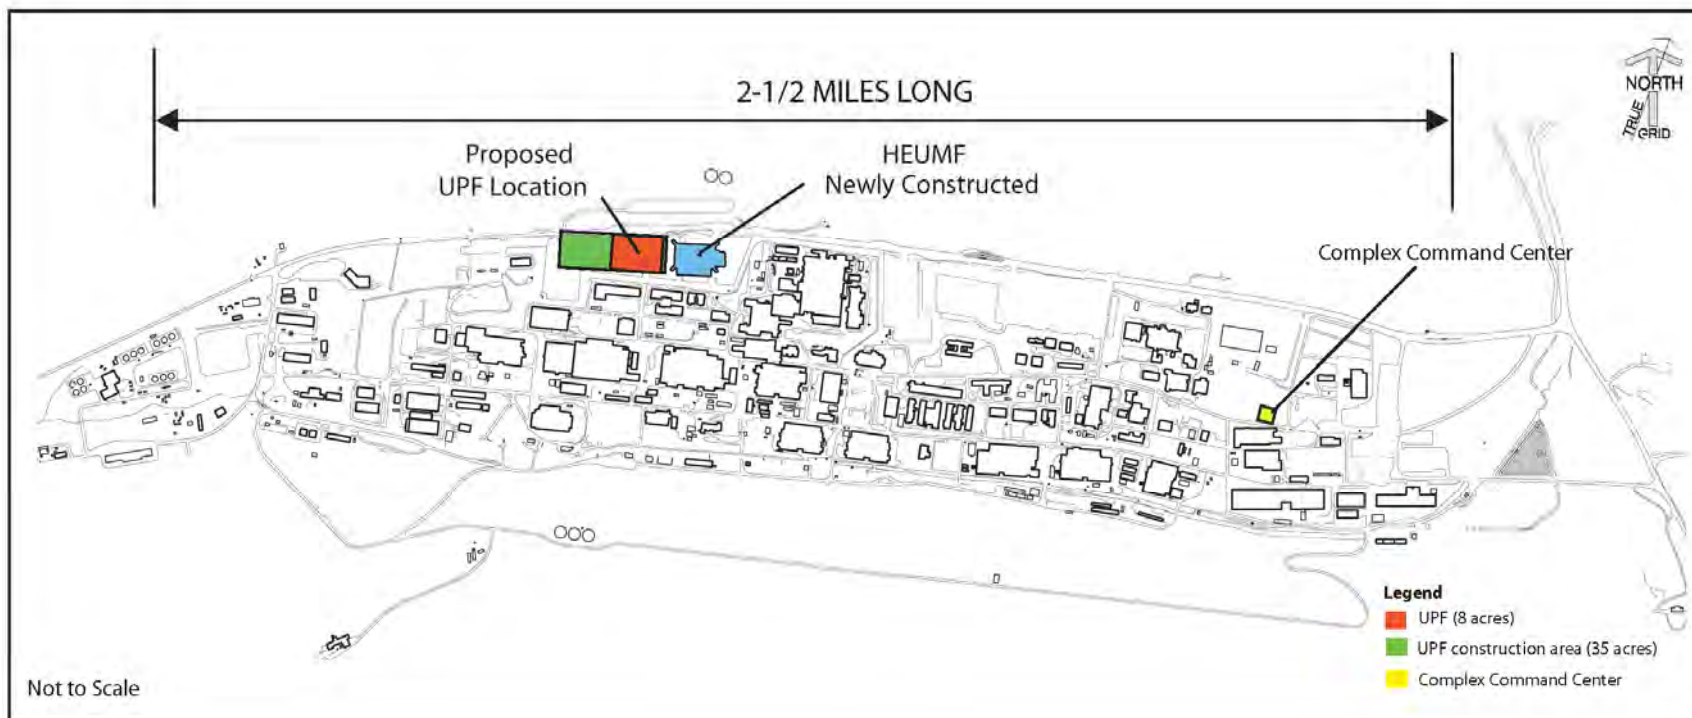 2-1/2 MILES LONG
NORTH
TRUE
GRID
Proposed
UPF Location
HEUMF
Newly Constructed
Complex Command Center
Legend
UPF (8 acres)
UPF construction area (35 acres)
Complex Command Center
Not to Scale